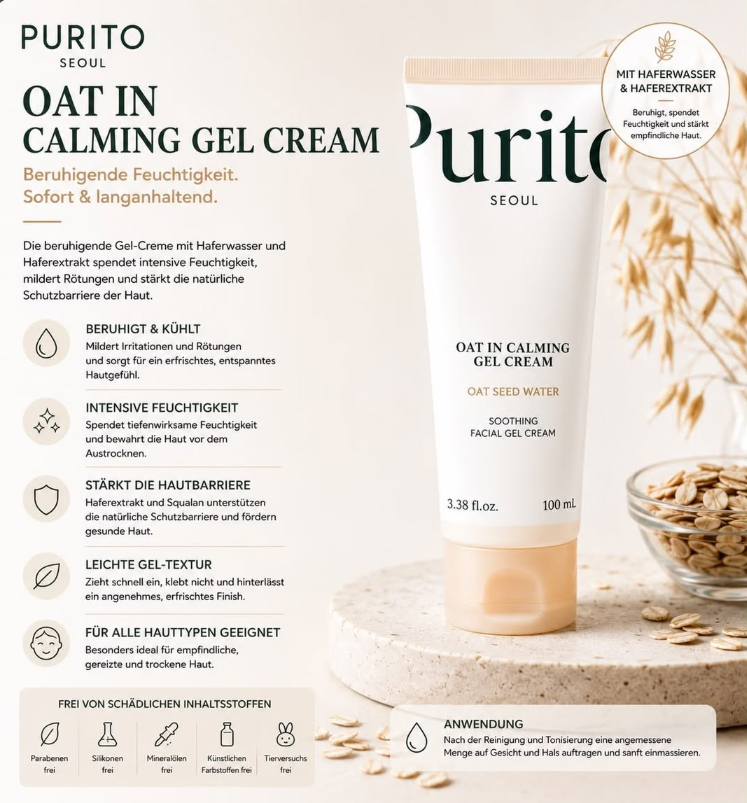 PURITO
SEOUL
OAT IN
CALMING GEL CREAM
Beruhigende Feuchtigkeit.
Sofort & langanhaltend.
Die beruhigende Gel-Creme mit Haferwasser und
Haferextrakt spendet intensive Feuchtigkeit,
mildert Rötungen und stärkt die natürliche
Schutzbarriere der Haut.
BERUHIGT & KÜHLT
Mildert Irritationen und Rötungen
und sorgt für ein erfrischtes, entspanntes
Hautgefühl.
INTENSIVE FEUCHTIGKEIT
Spendet tiefenwirksame Feuchtigkeit
und bewahrt die Haut vor dem
Austrocknen.
STÄRKT DIE HAUTBARRIERE
Haferextrakt und Squalan unterstützen
die natürliche Schutzbarriere und fördern
gesunde Haut.
LEICHTE GEL-TEXTUR
Zieht schnell ein, klebt nicht und hinterlässt
ein angenehmes, erfrischtes Finish.
FÜR ALLE HAUTTYPEN GEEIGNET
Besonders ideal für empfindliche,
gereizte und trockene Haut.
FREI VON SCHÄDLICHEN INHALTSSTOFFEN
Parabenen
frei
Silikonen
frei
Mineralölen
frei
Künstlichen
Farbstoffen frei
Tierversuchs
frei
MIT HAFERWASSER
& HAFEREXTRAKT
Beruhigt, spendet
Feuchtigkeit und stärkt
empfindliche Haut.
Purito
SEOUL
OAT IN CALMING
GEL CREAM
OAT SEED WATER
SOOTHING
FACIAL GEL CREAM
3.38 fl.oz. 100 mL
ANWENDUNG
Nach der Reinigung und Tonisierung eine angemessene
Menge auf Gesicht und Hals auftragen und sanft einmassieren.